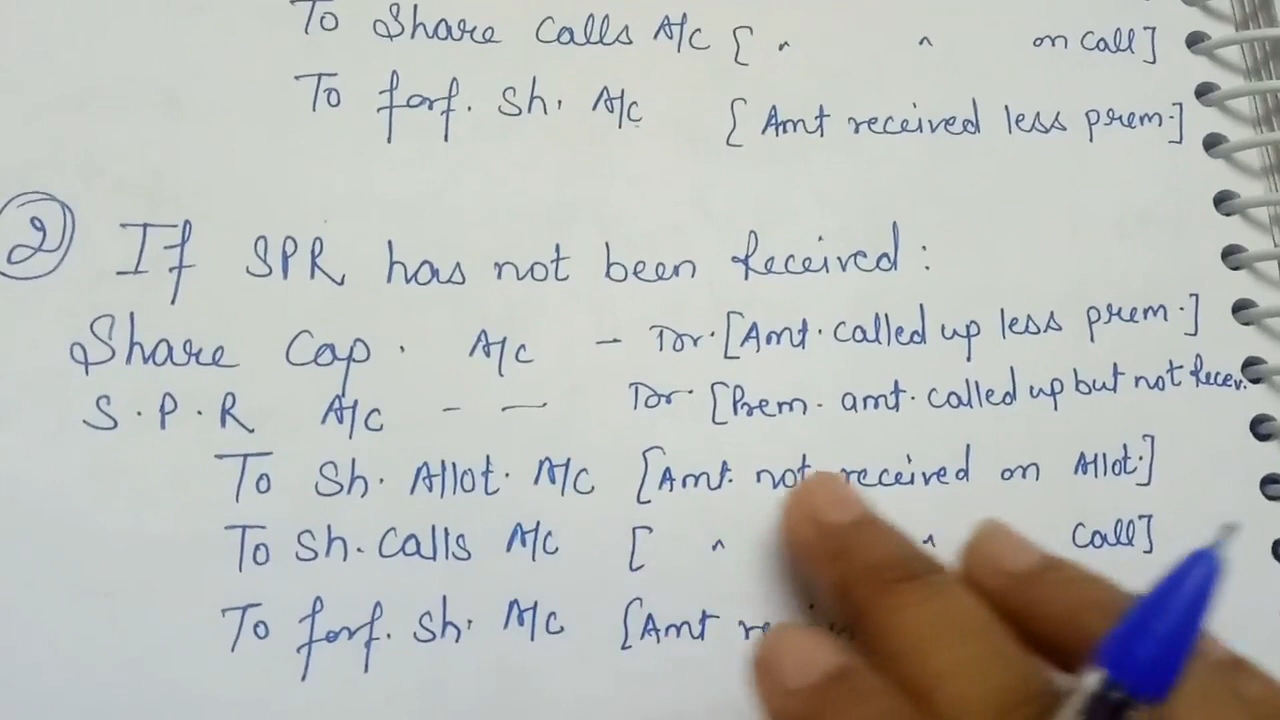 To Share Calls A/c [ " " on call]
To forf. Sh. A/c [Amt received less prem.]
2 If SPR has not been Received:
Share Cap. A/c - Dr. [Amt. called up less prem.]
S.P.R A/c - - Dr [Prem. amt. called up but not Receiv.
To Sh. Allot. A/c [Amt. not received on Allot.]
To Sh. Calls A/c [ " " Call]
To forf. Sh. A/c [Amt